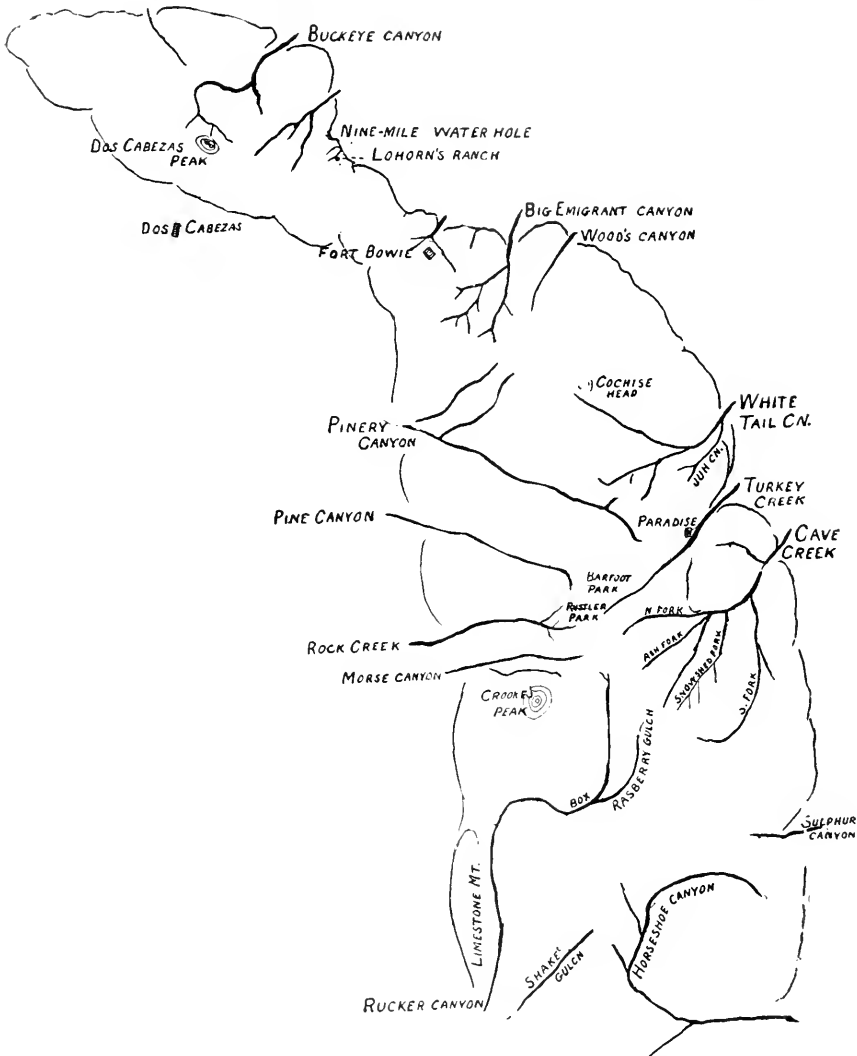 BUCKEYE CANYON
NINE-MILE WATER HOLE
DOS CABEZAS
PEAK
LOHORN'S RANCH
DOS CABEZAS
BIG EMIGRANT CANYON
WOOD'S CANYON
FORT BOWIE
COCHISE
HEAD
WHITE
TAIL CN.
PINERY
CANYON
JUH CN.
TURKEY
CREEK
PINE CANYON
PARADISE
CAVE
CREEK
BARFOOT
PARK
RUSTLER
PARK
N. FORK
ROCK CREEK
ASH FORK
SNOWSHED FORK
S. FORK
MORSE CANYON
CROOK
PEAK
RASBERRY GULCH
BOX
SULPHUR
CANYON
LIMESTONE MT.
HORSESHOE CANYON
SHAKE
GULCH
RUCKER CANYON